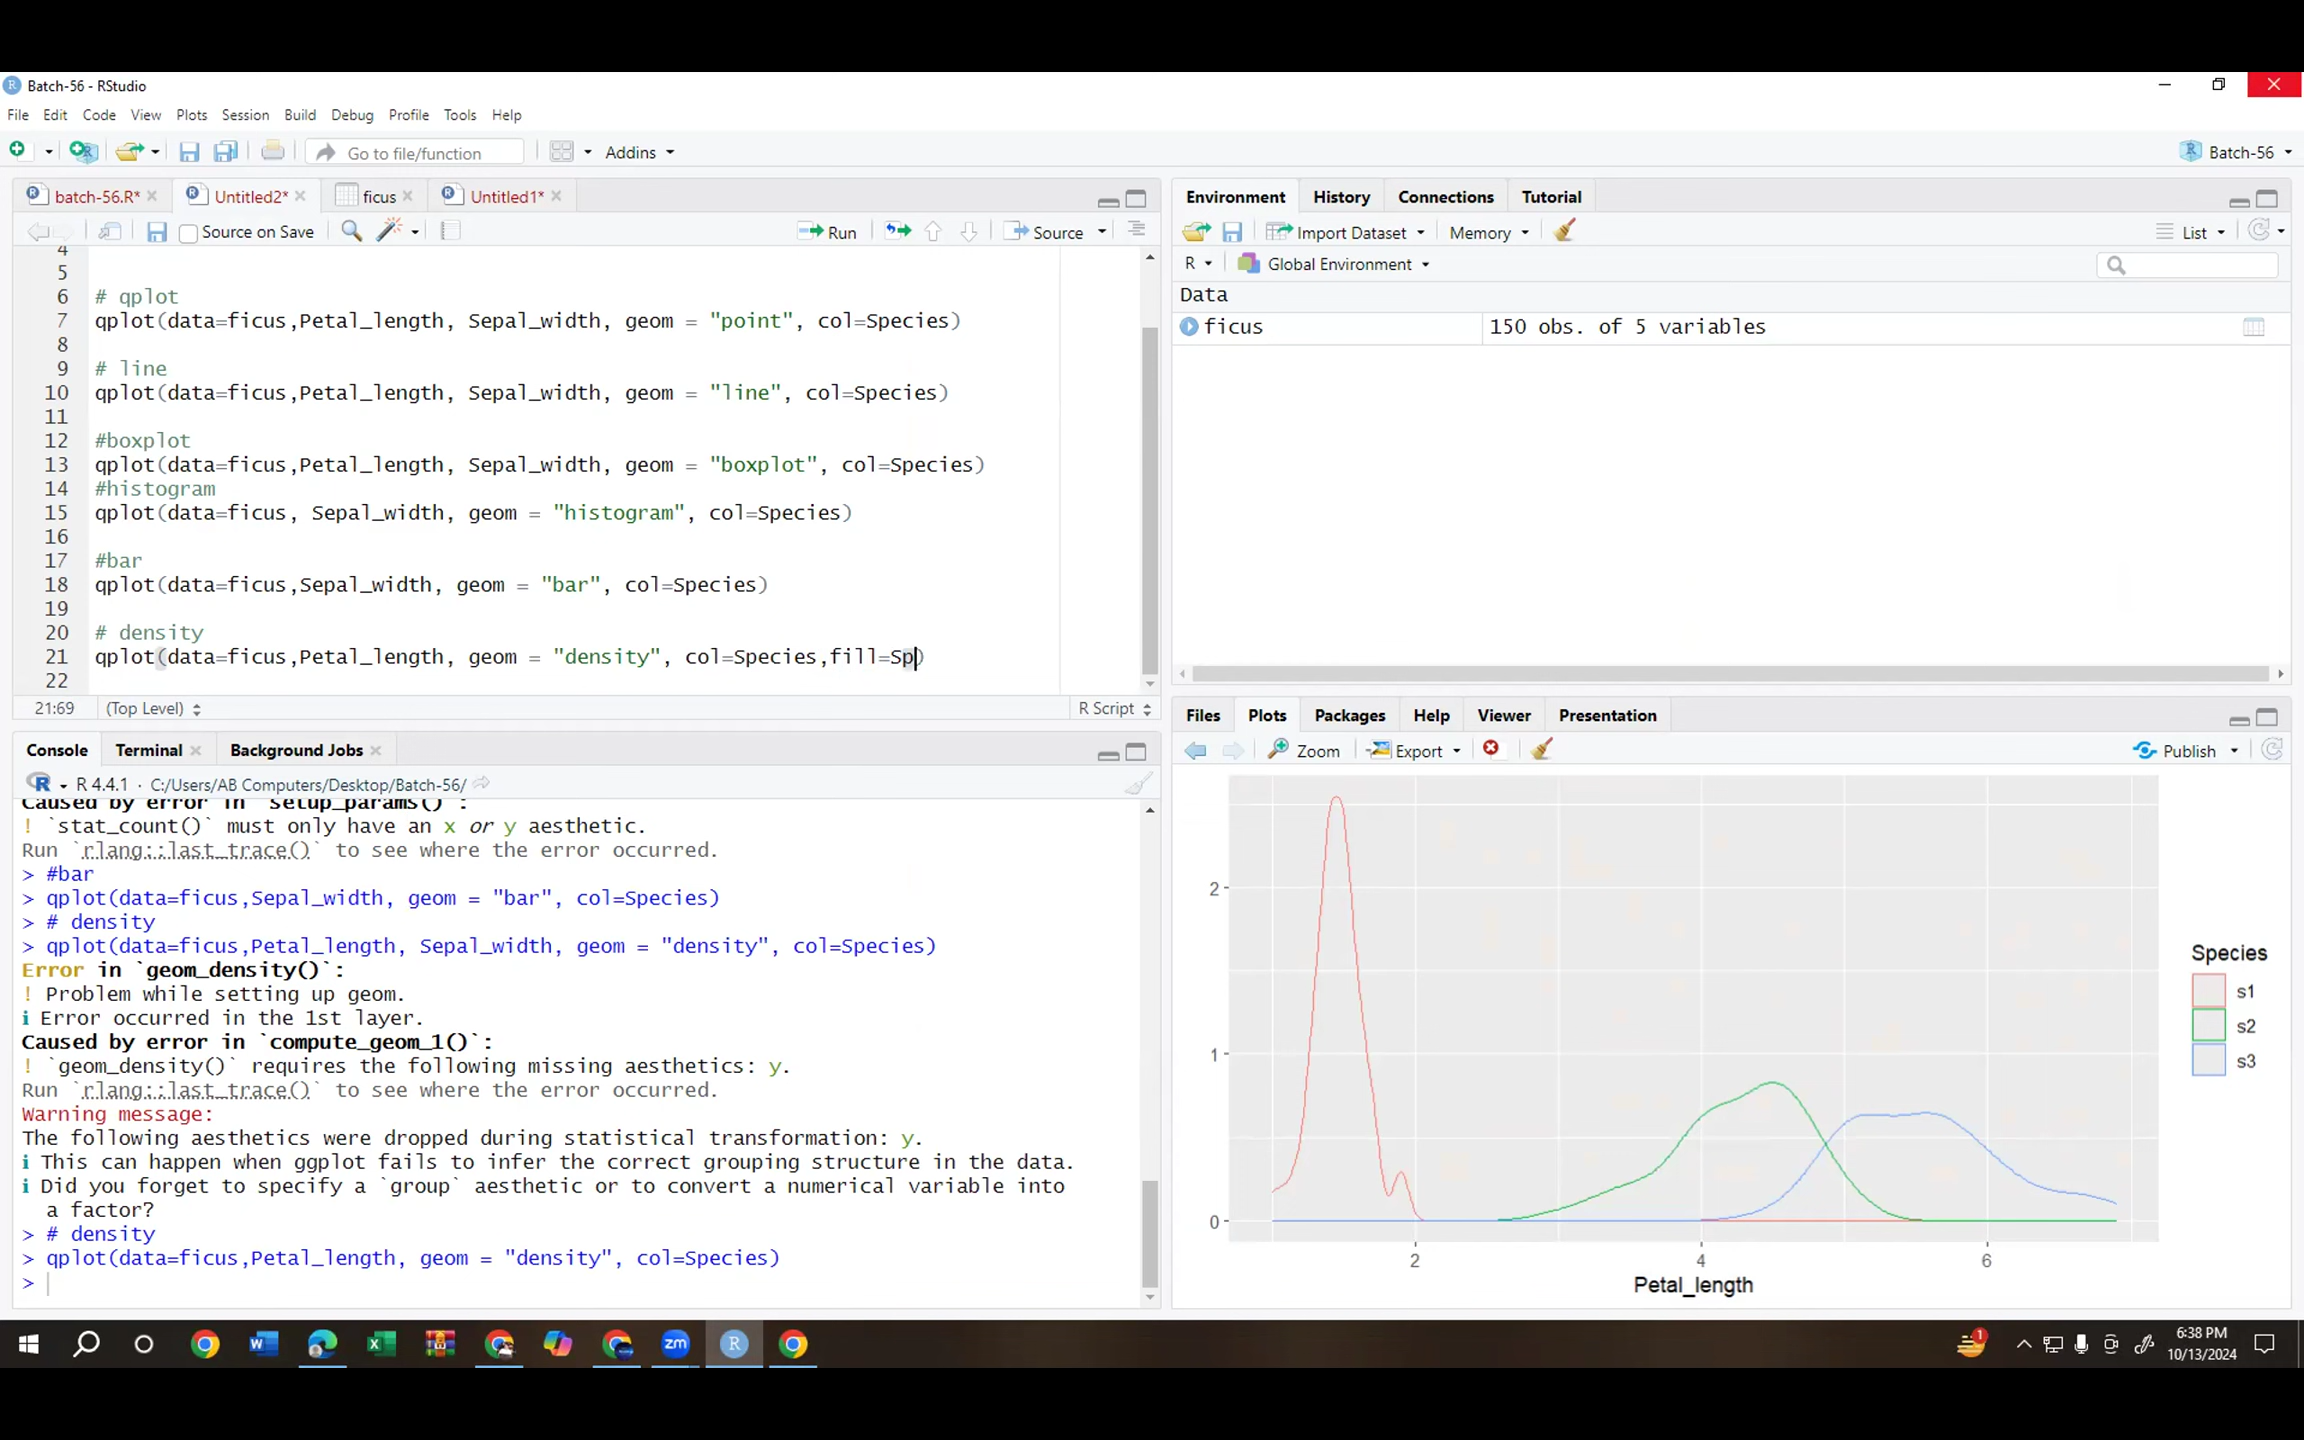 Batch-56 - RStudio
File Edit Code View Plots Session Build Debug Profile Tools Help
Go to file/function Addins Batch-56
batch-56.R* Untitled2* ficus Untitled1*
Source on Save Run Source
4
5
6 # qplot
7 qplot(data=ficus,Petal_length, Sepal_width, geom = "point", col=Species)
8
9 # line
10 qplot(data=ficus,Petal_length, Sepal_width, geom = "line", col=Species)
11
12 #boxplot
13 qplot(data=ficus,Petal_length, Sepal_width, geom = "boxplot", col=Species)
14 #histogram
15 qplot(data=ficus, Sepal_width, geom = "histogram", col=Species)
16
17 #bar
18 qplot(data=ficus,Sepal_width, geom = "bar", col=Species)
19
20 # density
21 qplot(data=ficus,Petal_length, geom = "density", col=Species,fill=Sp)
22
21:69 (Top Level) R Script
Console Terminal Background Jobs
R 4.4.1 · C:/Users/AB Computers/Desktop/Batch-56/
Caused by error in `setup_params()`:
! `stat_count()` must only have an x or y aesthetic.
Run `rlang::last_trace()` to see where the error occurred.
> #bar
> qplot(data=ficus,Sepal_width, geom = "bar", col=Species)
> # density
> qplot(data=ficus,Petal_length, Sepal_width, geom = "density", col=Species)
Error in `geom_density()`:
! Problem while setting up geom.
ℹ Error occurred in the 1st layer.
Caused by error in `compute_geom_1()`:
! `geom_density()` requires the following missing aesthetics: y.
Run `rlang::last_trace()` to see where the error occurred.
Warning message:
The following aesthetics were dropped during statistical transformation: y.
ℹ This can happen when ggplot fails to infer the correct grouping structure in the data.
ℹ Did you forget to specify a `group` aesthetic or to convert a numerical variable into
a factor?
> # density
> qplot(data=ficus,Petal_length, geom = "density", col=Species)
>
Environment History Connections Tutorial
Import Dataset Memory List
R Global Environment
Data
ficus 150 obs. of 5 variables
Files Plots Packages Help Viewer Presentation
Zoom Export Publish
2
1
0
2 4 6
Petal_length
Species
s1
s2
s3
zm
1
6:38 PM
10/13/2024